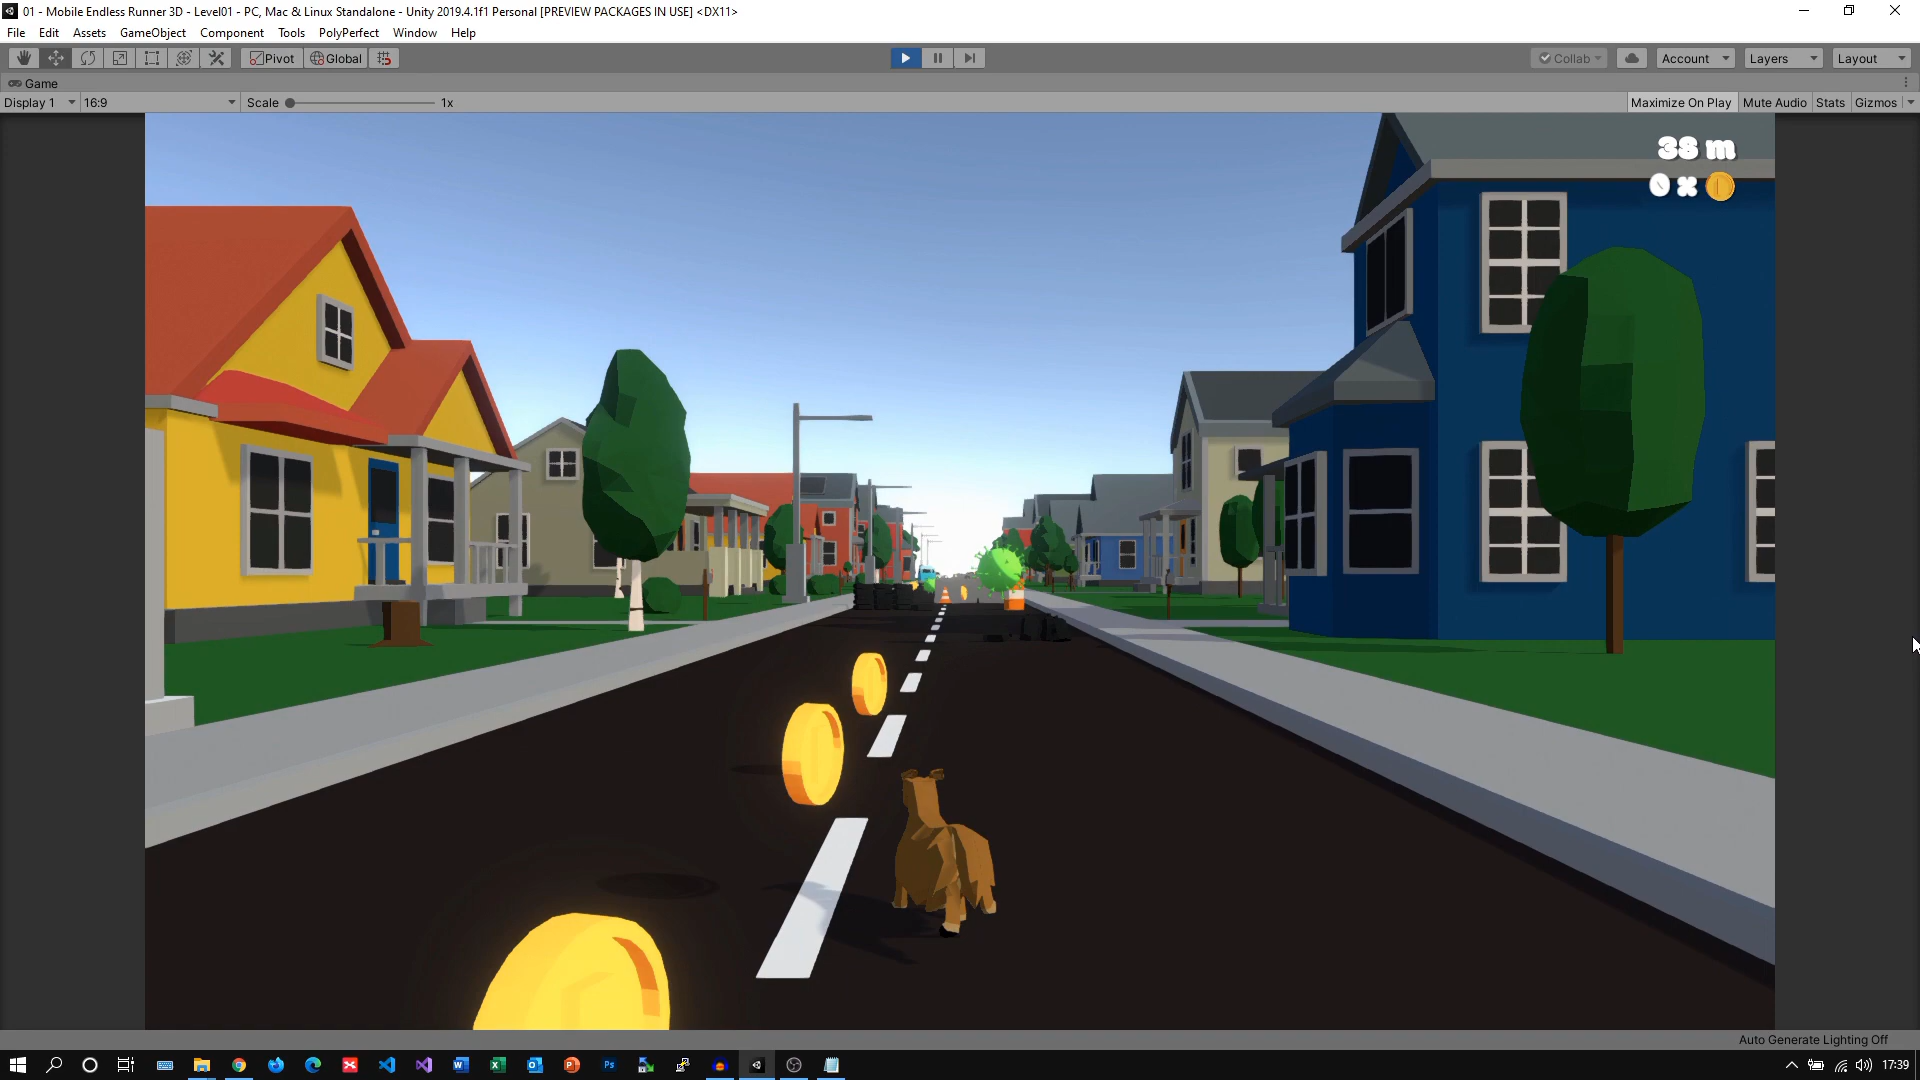 01 - Mobile Endless Runner 3D - Level01 - PC, Mac & Linux Standalone - Unity 2019.4.1f1 Personal [PREVIEW PACKAGES IN USE] <DX11>
File Edit Assets GameObject Component Tools PolyPerfect Window Help
Pivot Global Collab Account Layers Layout
Game
Display 1 16:9 Scale 1x Maximize On Play Mute Audio Stats Gizmos
38 m
0 x
Auto Generate Lighting Off
17:39